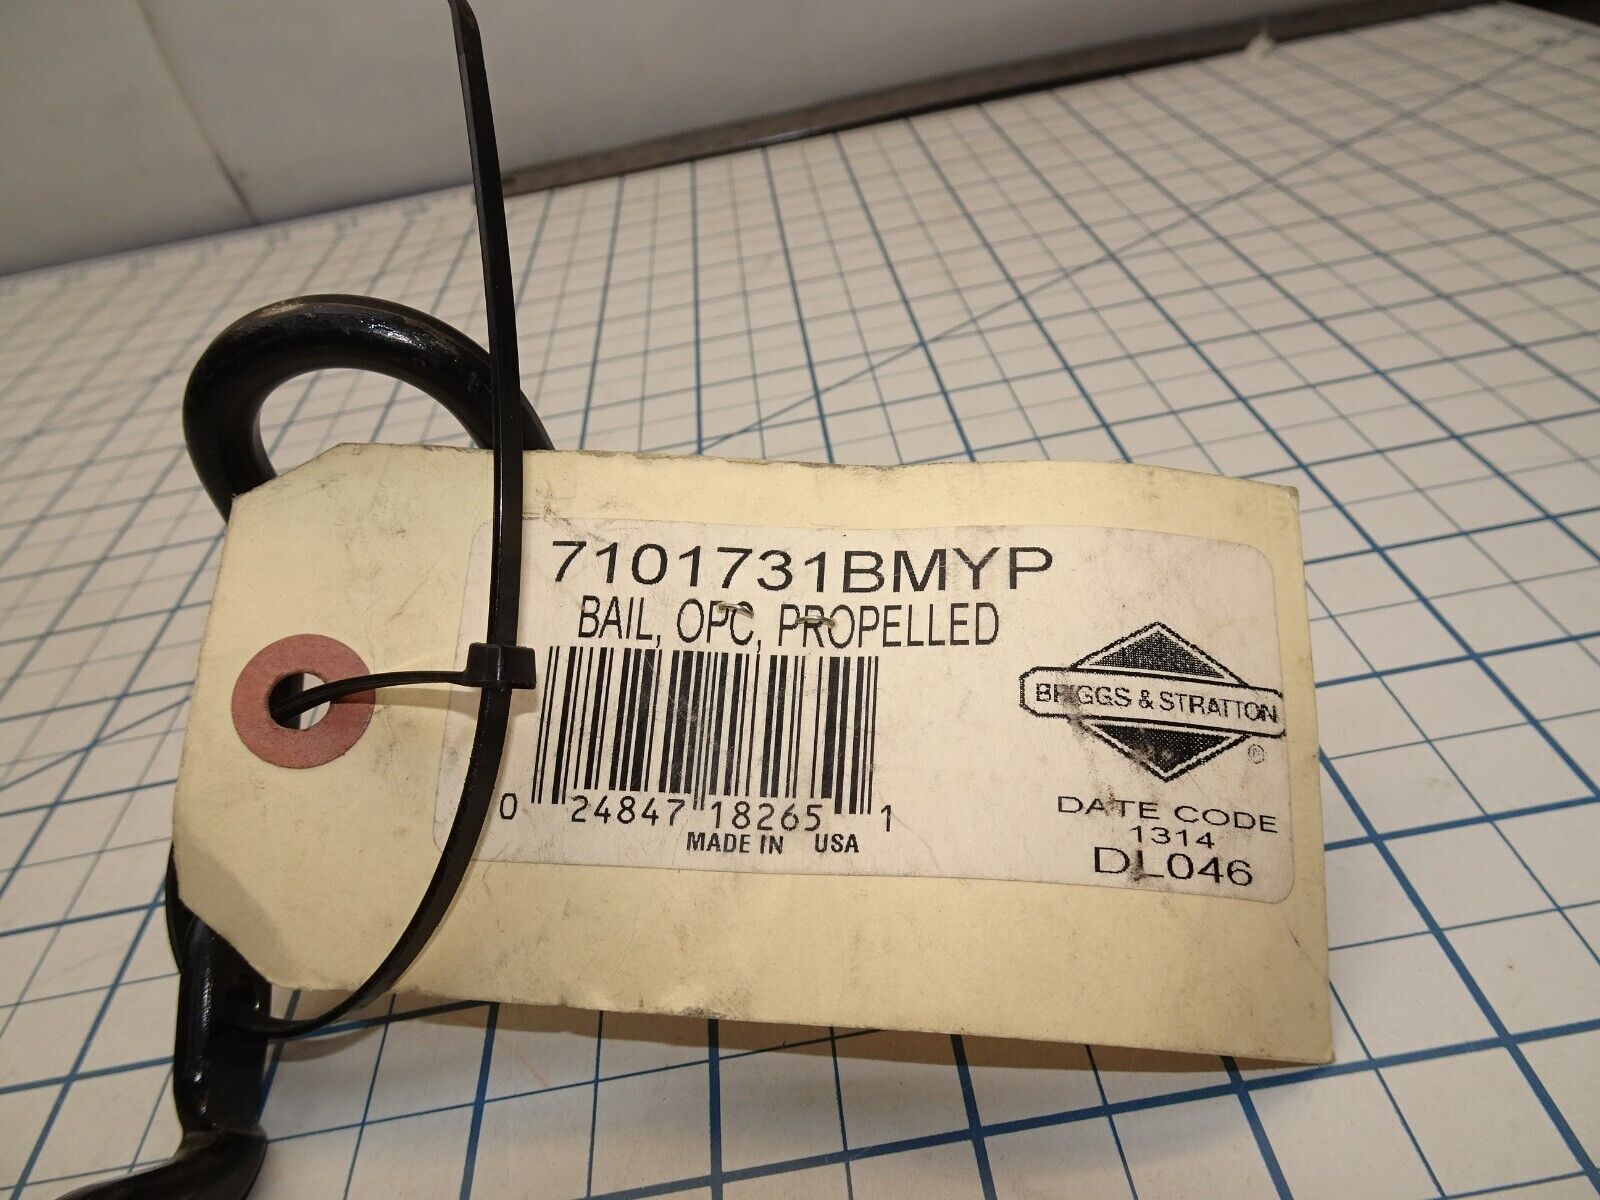 7101731BMYP
BAIL, OPC, PROPELLED
BRIGGS & STRATTON
®
0 24847 18265 1
MADE IN USA
DATE CODE
1314
DL046